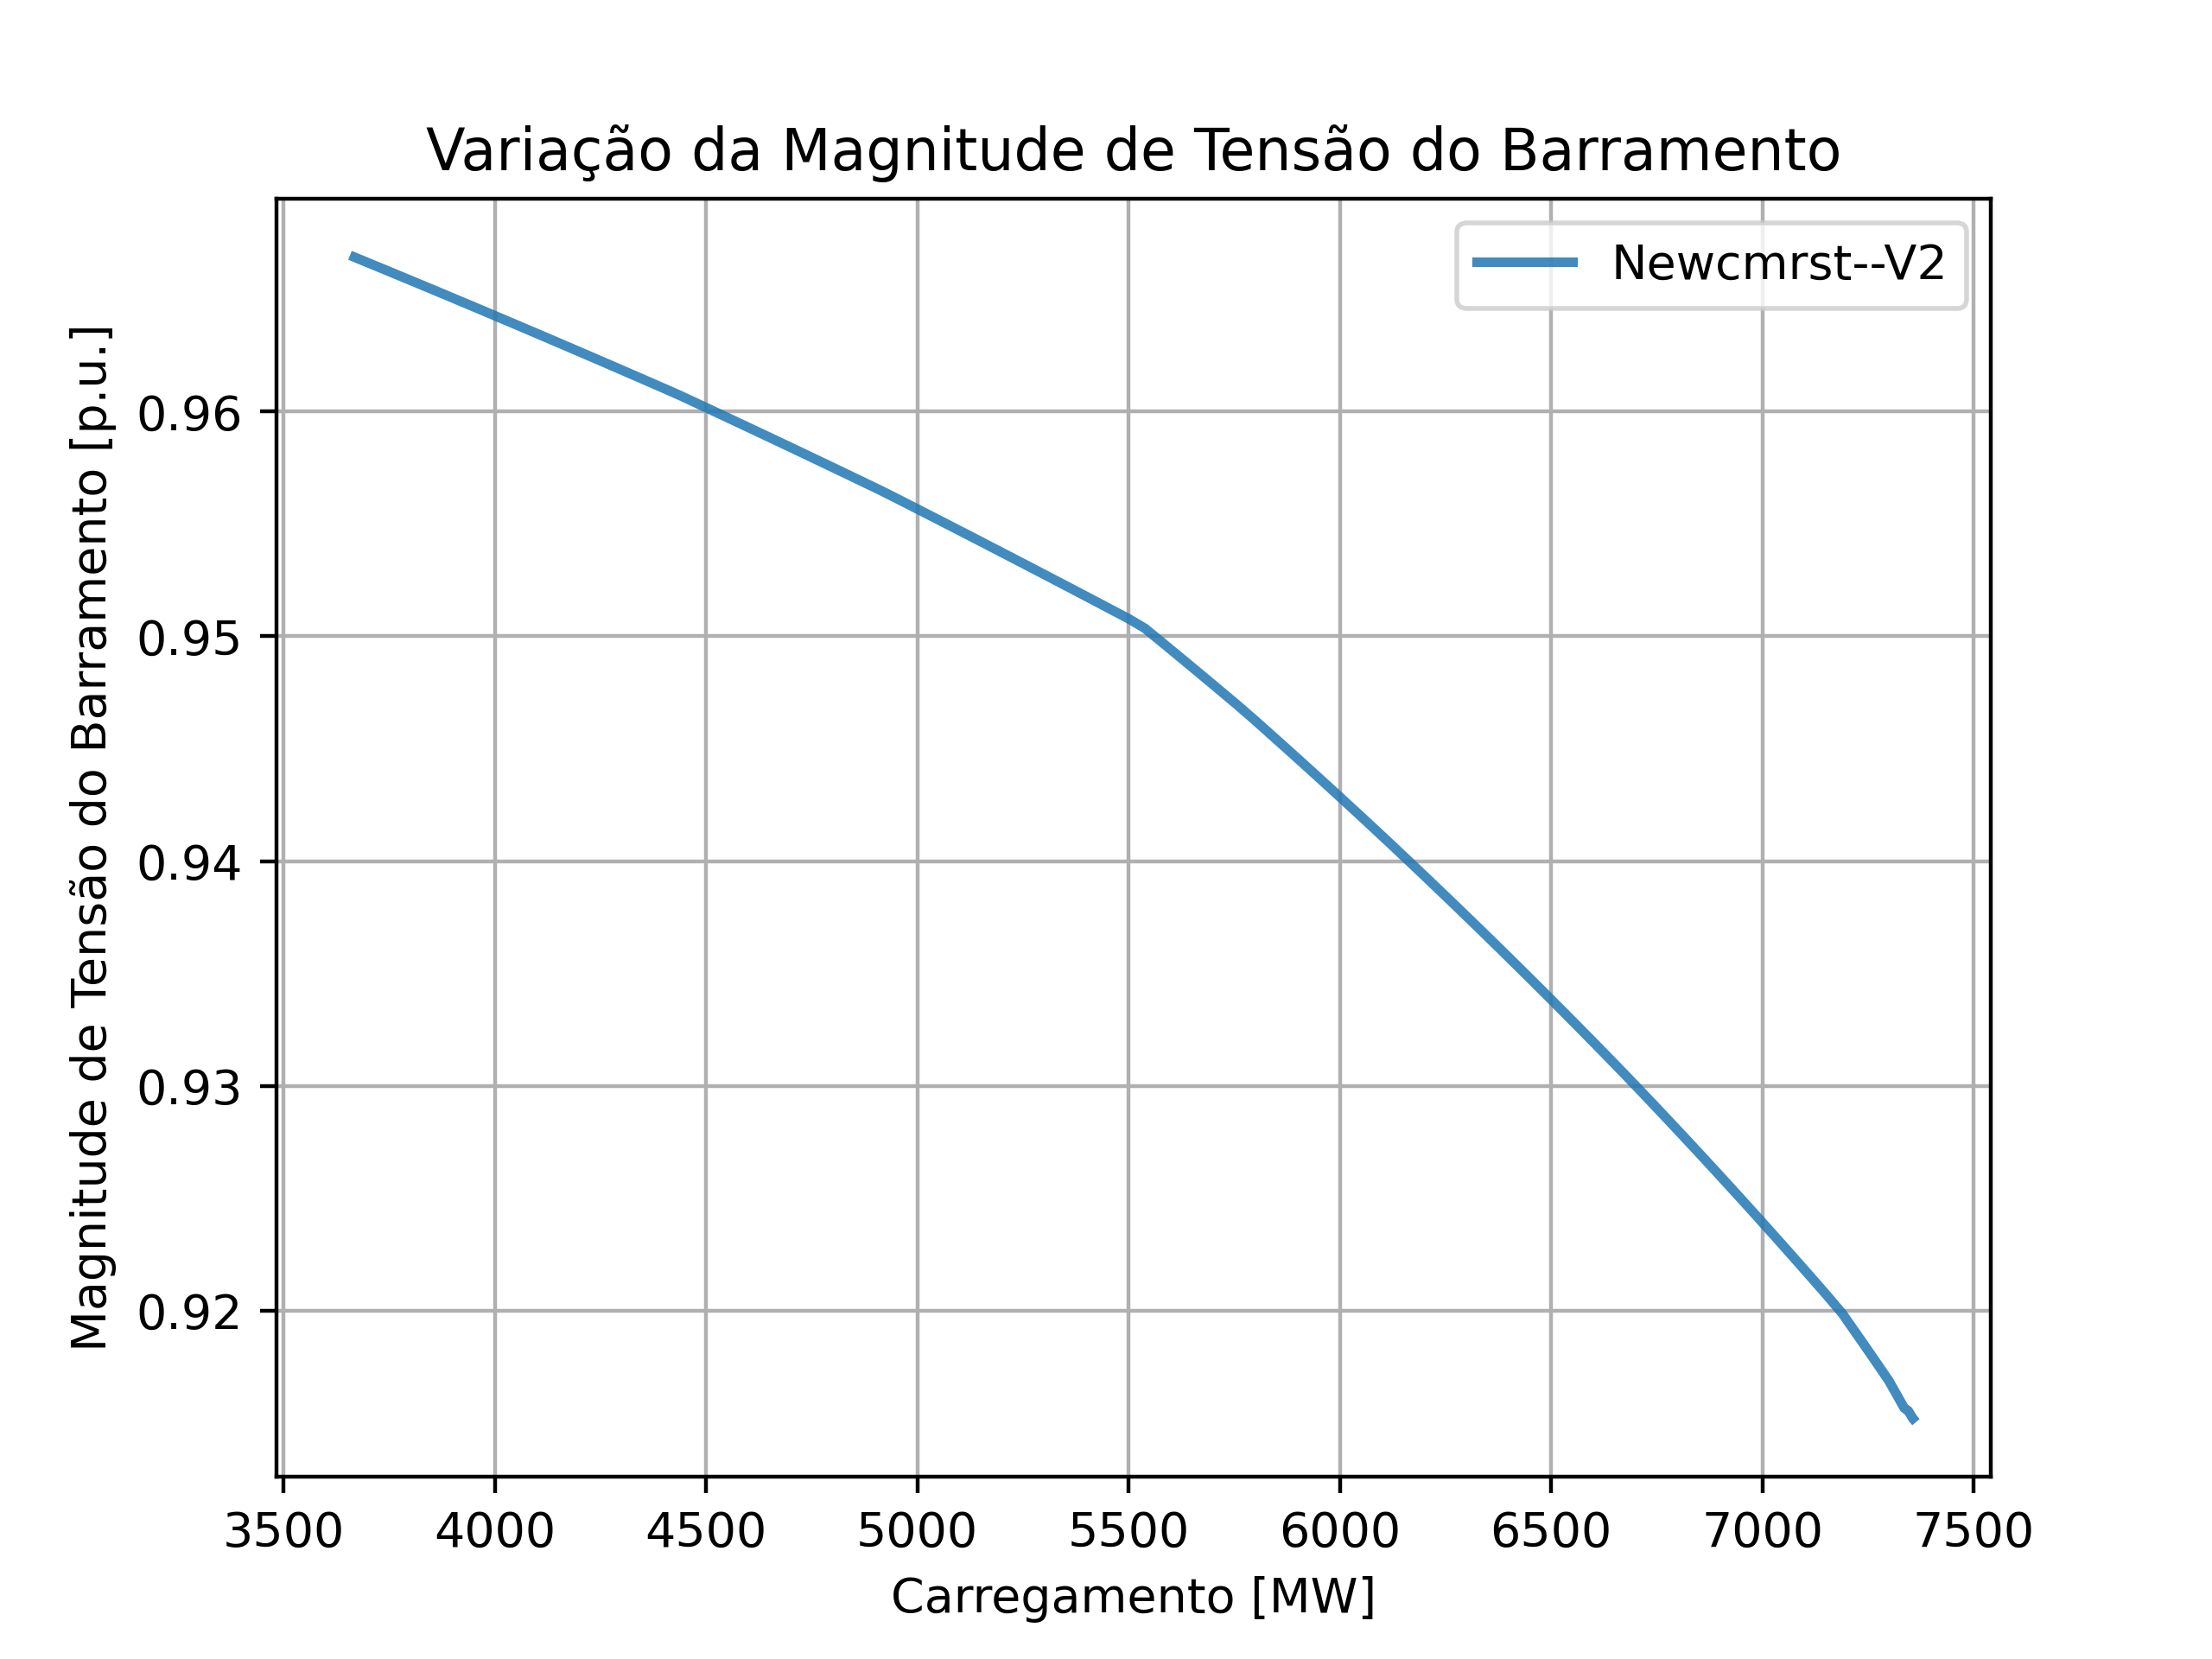 Variação da Magnitude de Tensão do Barramento
Newcmrst--V2
Magnitude de Tensão do Barramento [p.u.]
0.96
0.95
0.94
0.93
0.92
3500 4000 4500 5000 5500 6000 6500 7000 7500
Carregamento [MW]